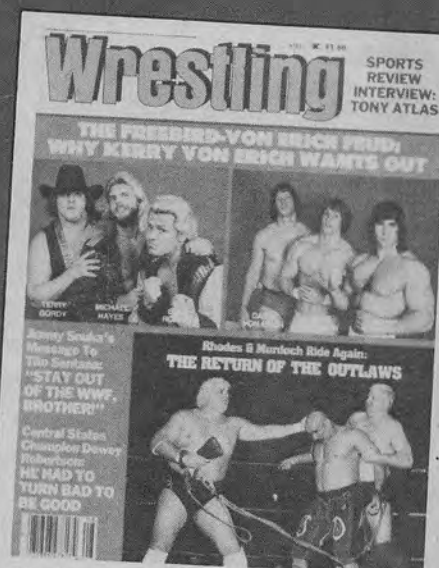 Wrestling
SPORTS
REVIEW
INTERVIEW:
TONY ATLAS
THE FREEBIRD-VON ERICH FEUD:
WHY KERRY VON ERICH WANTS OUT
TERRY
GORDY
MICHAEL
HAYES
Jimmy Snuka's
Message To
Tito Santana:
"STAY OUT
OF THE WWF,
BROTHER!"
Central States
Champion Dewey
Robertson:
HE HAD TO
TURN BAD TO
BE GOOD
Rhodes & Murdoch Ride Again:
THE RETURN OF THE OUTLAWS